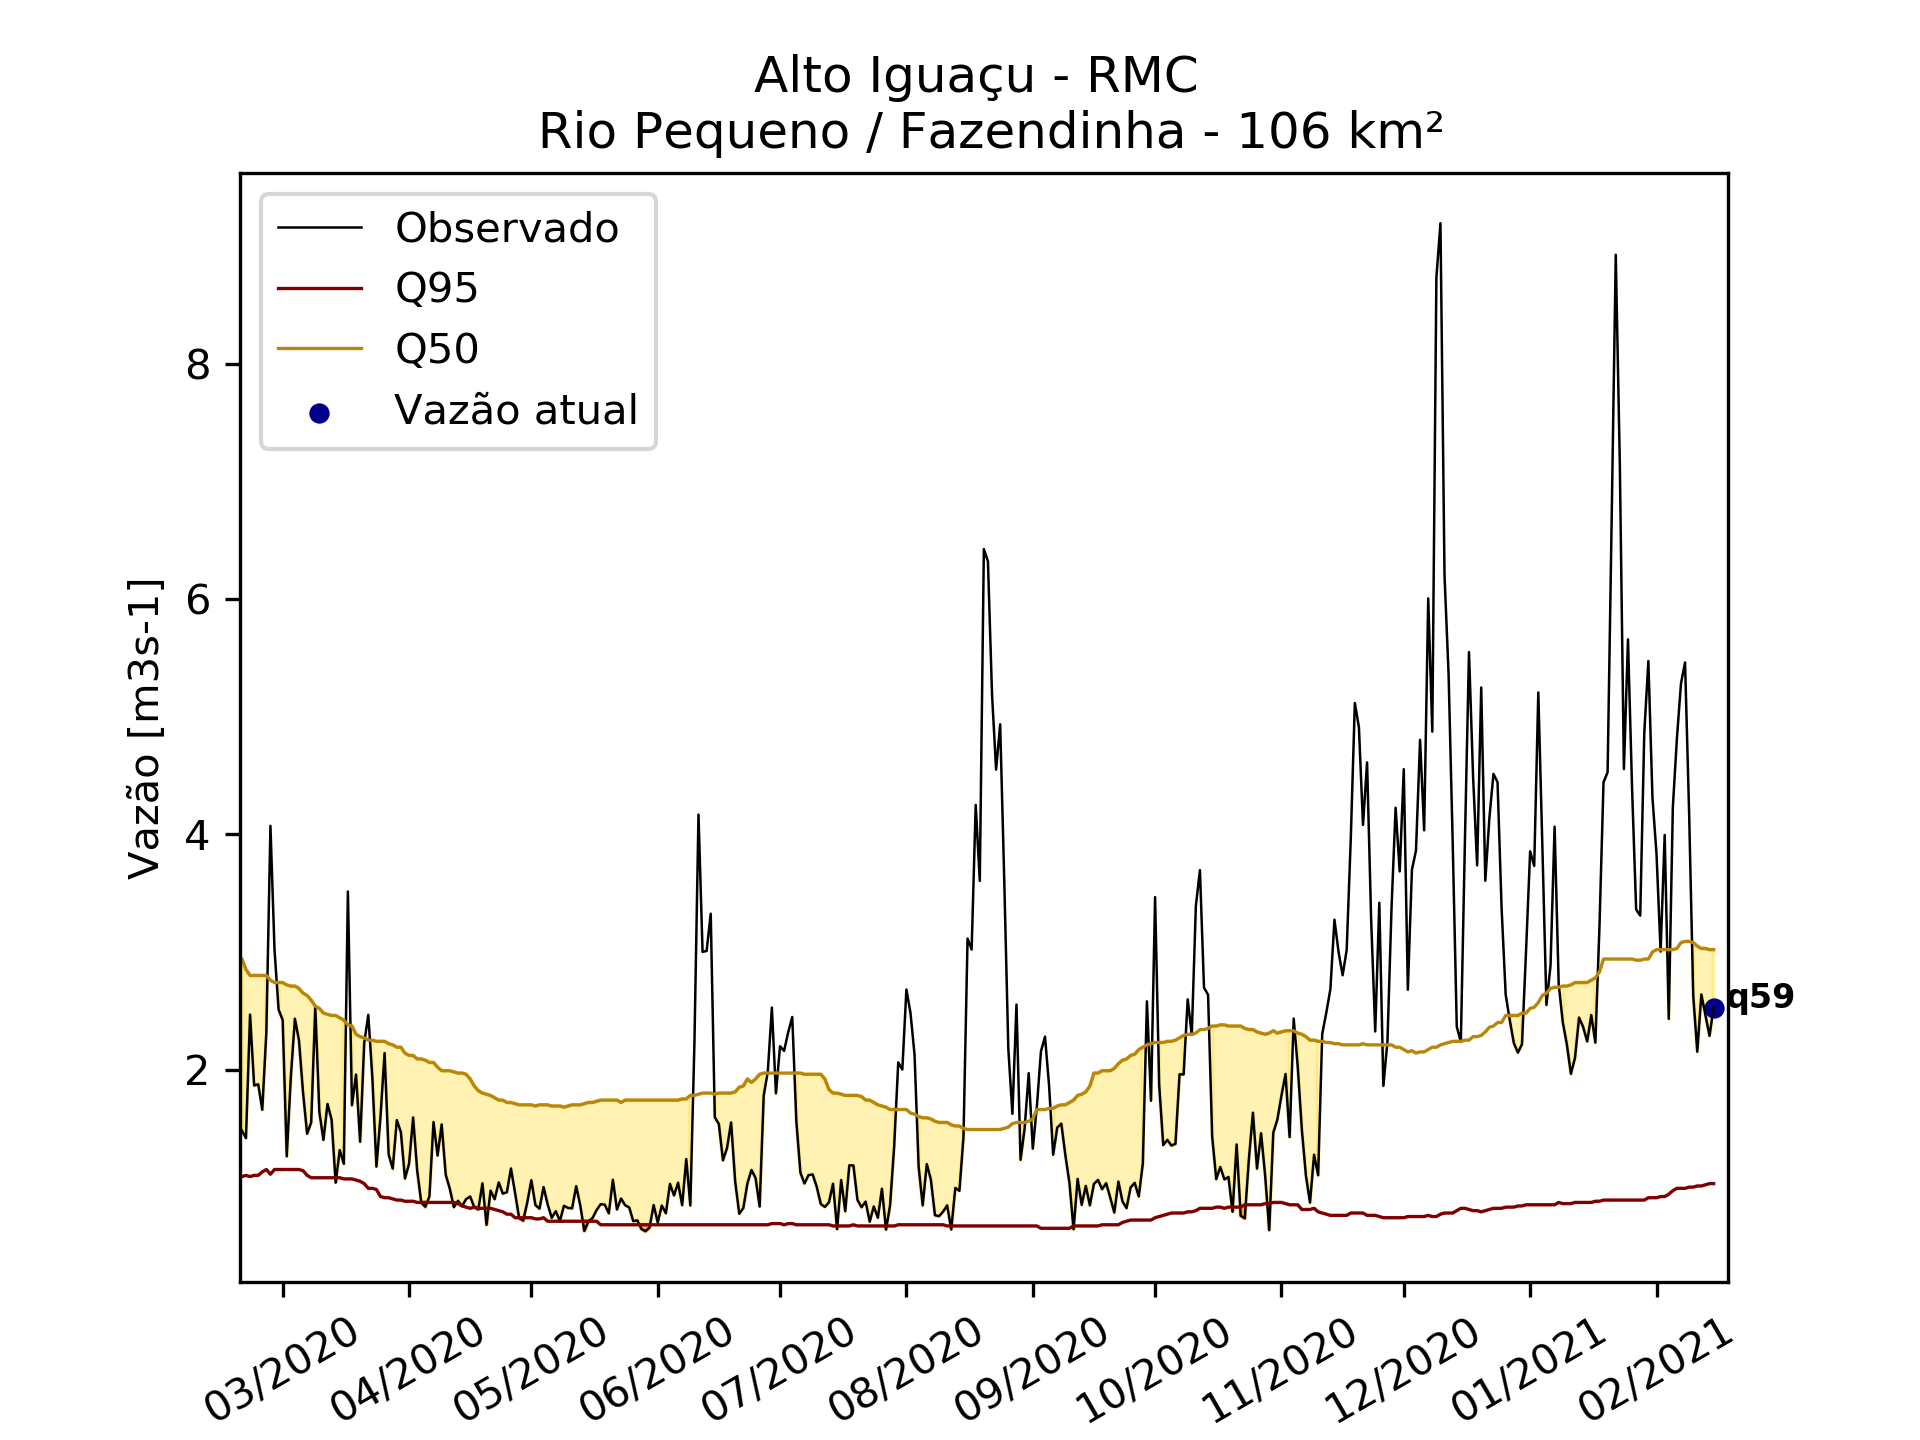 Alto Iguaçu - RMC
Rio Pequeno / Fazendinha - 106 km²
Observado
Q95
Q50
Vazão atual
Vazão [m3s-1]
8
6
4
2
q59
03/2020
04/2020
05/2020
06/2020
07/2020
08/2020
09/2020
10/2020
11/2020
12/2020
01/2021
02/2021